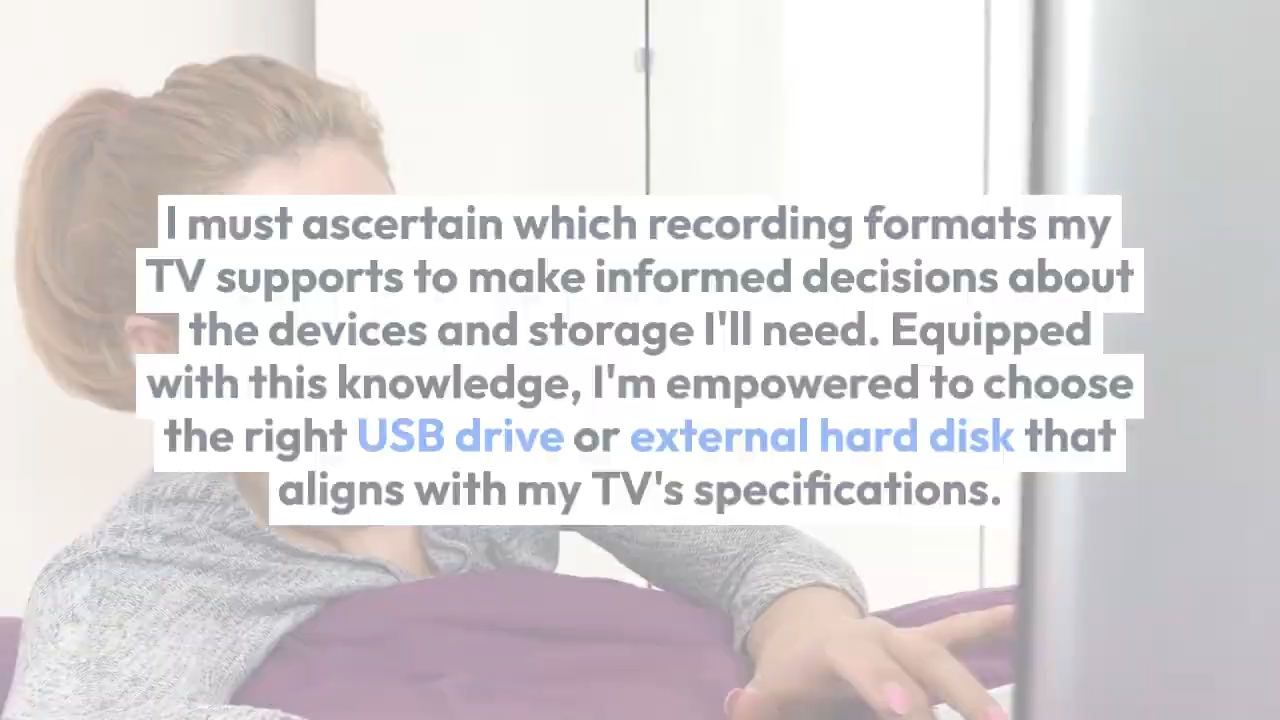 I must ascertain which recording formats my
TV supports to make informed decisions about
the devices and storage I'll need. Equipped
with this knowledge, I'm empowered to choose
the right USB drive or external hard disk that
aligns with my TV's specifications.